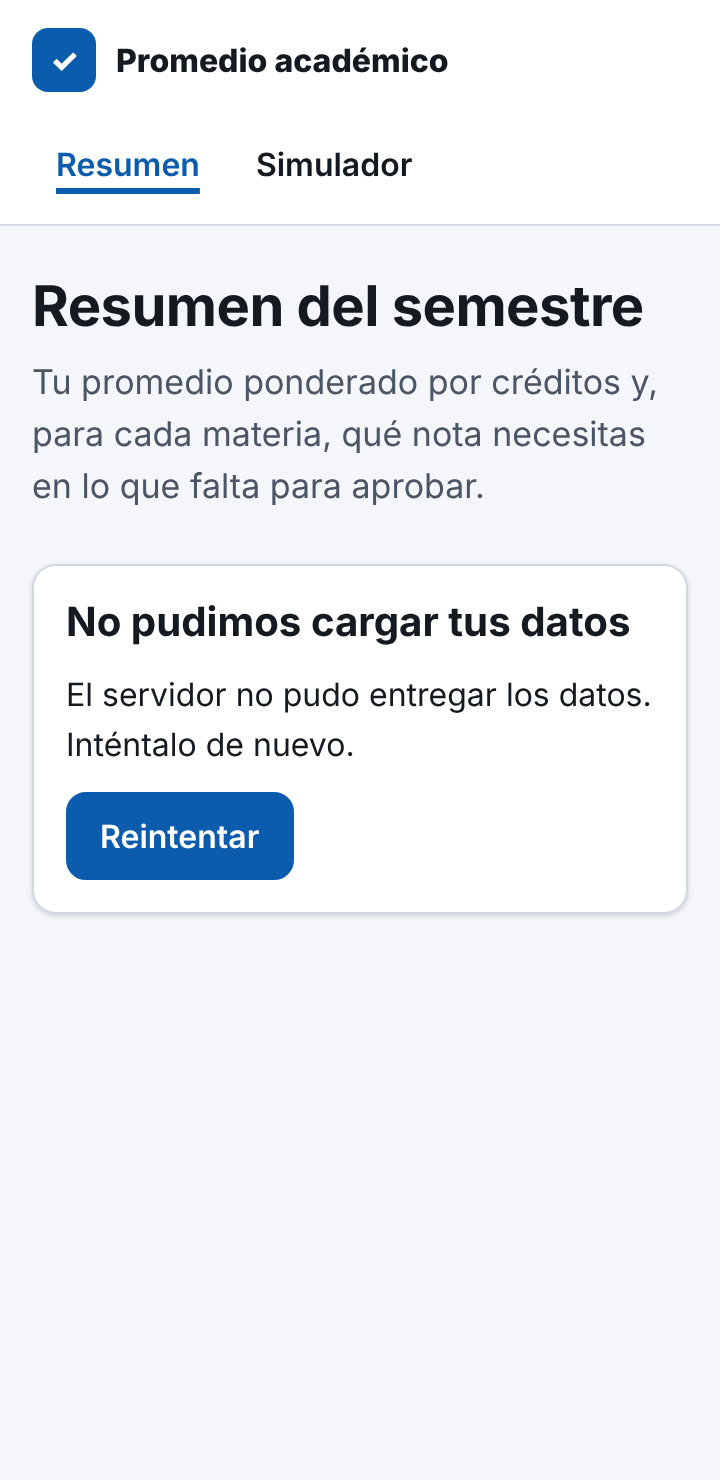 Promedio académico
Resumen Simulador
Resumen del semestre
Tu promedio ponderado por créditos y,
para cada materia, qué nota necesitas
en lo que falta para aprobar.
No pudimos cargar tus datos
El servidor no pudo entregar los datos.
Inténtalo de nuevo.
Reintentar